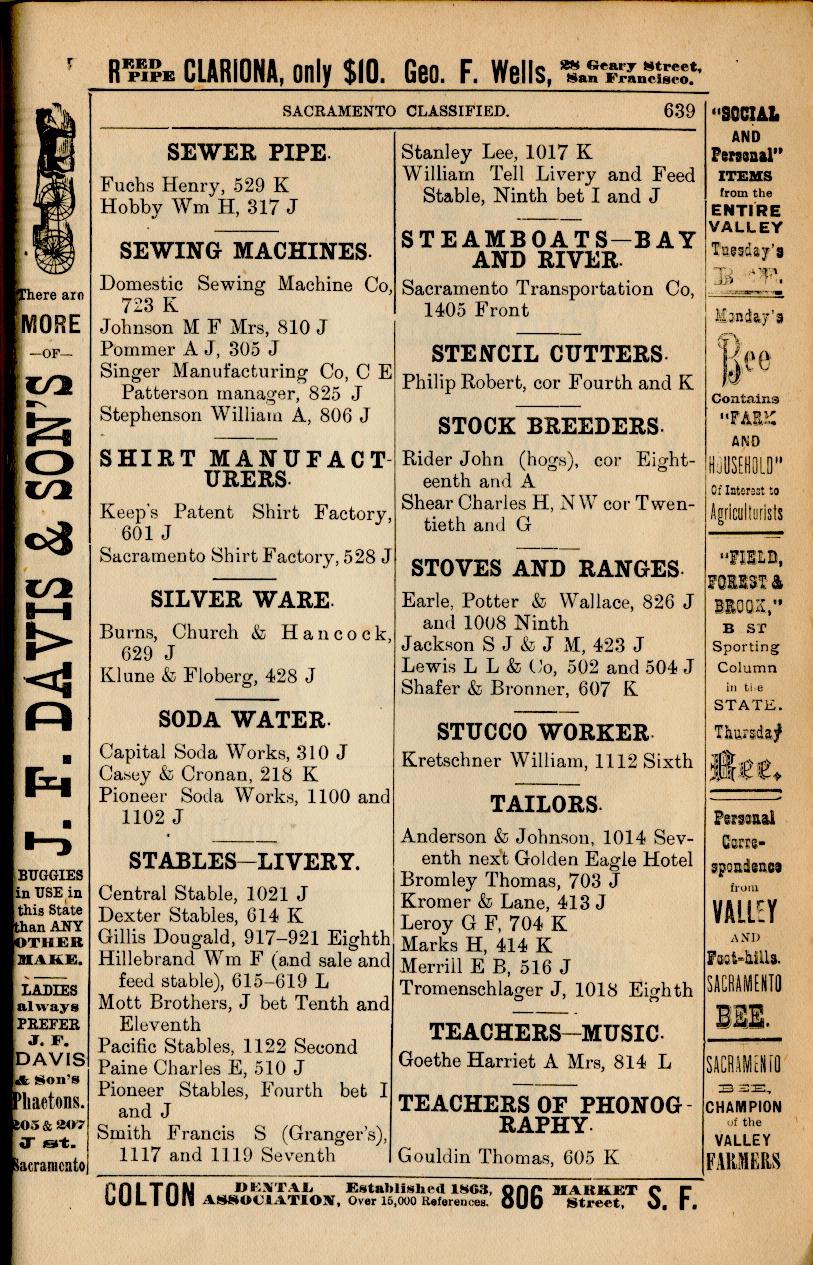 REED PIPE CLARIONA, only $10. Geo. F. Wells, 28 Geary Street, San Francisco.
SACRAMENTO CLASSIFIED. 639
SEWER PIPE.
Fuchs Henry, 529 K
Hobby Wm H, 317 J
SEWING MACHINES.
Domestic Sewing Machine Co,
723 K
Johnson M F Mrs, 810 J
Pommer A J, 305 J
Singer Manufacturing Co, C E
Patterson manager, 825 J
Stephenson William A, 806 J
SHIRT MANUFACT-
URERS.
Keep's Patent Shirt Factory,
601 J
Sacramento Shirt Factory, 528 J
SILVER WARE.
Burns, Church & Hancock,
629 J
Klune & Floberg, 428 J
SODA WATER.
Capital Soda Works, 310 J
Casey & Cronan, 218 K
Pioneer Soda Works, 1100 and
1102 J
STABLES—LIVERY.
Central Stable, 1021 J
Dexter Stables, 614 K
Gillis Dougald, 917–921 Eighth
Hillebrand Wm F (and sale and
feed stable), 615–619 L
Mott Brothers, J bet Tenth and
Eleventh
Pacific Stables, 1122 Second
Paine Charles E, 510 J
Pioneer Stables, Fourth bet I
and J
Smith Francis S (Granger's),
1117 and 1119 Seventh
Stanley Lee, 1017 K
William Tell Livery and Feed
Stable, Ninth bet I and J
STEAMBOATS—BAY
AND RIVER.
Sacramento Transportation Co,
1405 Front
STENCIL CUTTERS.
Philip Robert, cor Fourth and K
STOCK BREEDERS.
Rider John (hogs), cor Eight-
eenth and A
Shear Charles H, NW cor Twen-
tieth and G
STOVES AND RANGES.
Earle, Potter & Wallace, 826 J
and 1008 Ninth
Jackson S J & J M, 423 J
Lewis L L & Co, 502 and 504 J
Shafer & Bronner, 607 K
STUCCO WORKER.
Kretschner William, 1112 Sixth
TAILORS.
Anderson & Johnson, 1014 Sev-
enth next Golden Eagle Hotel
Bromley Thomas, 703 J
Kromer & Lane, 413 J
Leroy G F, 704 K
Marks H, 414 K
Merrill E B, 516 J
Tromenschlager J, 1018 Eighth
TEACHERS—MUSIC.
Goethe Harriet A Mrs, 814 L
TEACHERS OF PHONOG-
RAPHY.
Gouldin Thomas, 605 K
There are
MORE
—OF—
J. F. DAVIS & SON'S
BUGGIES
in USE in
this State
than ANY
OTHER
MAKE.
LADIES
always
PREFER
J. F.
DAVIS
& Son's
Phaetons.
205 & 207
J st.
Sacramento
"SOCIAL
AND
Personal"
ITEMS
from the
ENTIRE
VALLEY
Tuesday's
BEE.
Monday's
Bee
Contains
"FARM
AND
HOUSEHOLD"
Of Interest to
Agriculturists
"FIELD,
FOREST &
BROOK,"
B ST
Sporting
Column
in the
STATE.
Thursday
Bee.
Personal
Corre-
spondence
from
VALLEY
AND
Foot-hills.
SACRAMENTO
BEE.
SACRAMENTO
BEE,
CHAMPION
of the
VALLEY
FARMERS
COLTON DENTAL ASSOCIATION, Established 1863, Over 15,000 References. 806 MARKET Street, S. F.